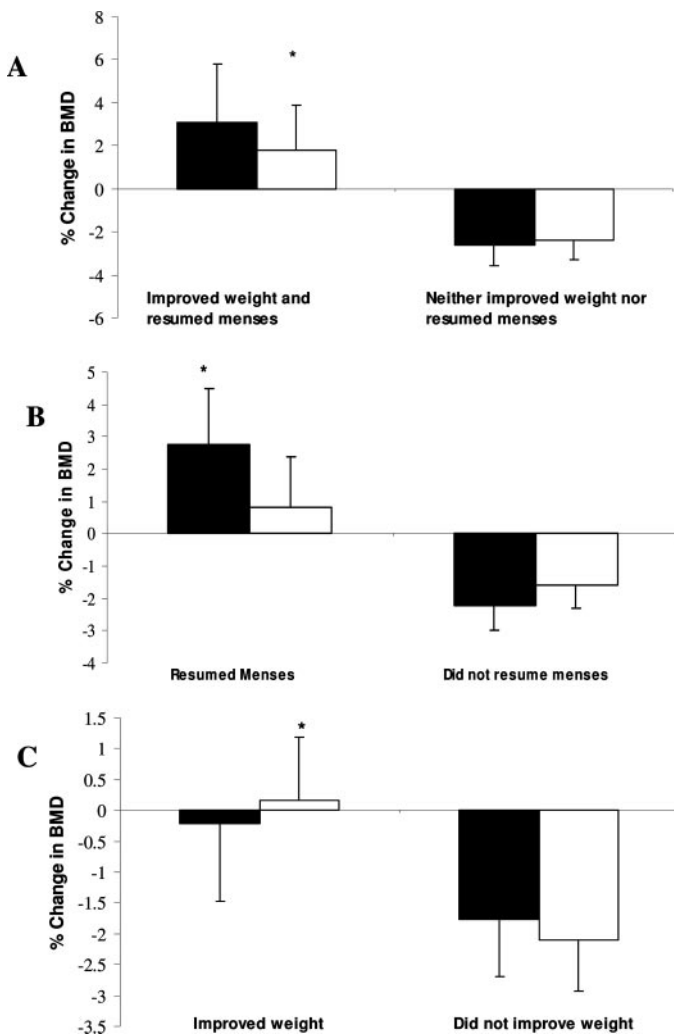 A
% Change in BMD
8
6
4
2
0
-2
-4
-6
*
Improved weight and
resumed menses
Neither improved weight nor
resumed menses
B
% Change in BMD
5
4
3
2
1
0
-1
-2
-3
-4
*
Resumed Menses
Did not resume menses
C
% Change in BMD
1.5
1
0.5
0
-0.5
-1
-1.5
-2
-2.5
-3
-3.5
*
Improved weight
Did not improve weight